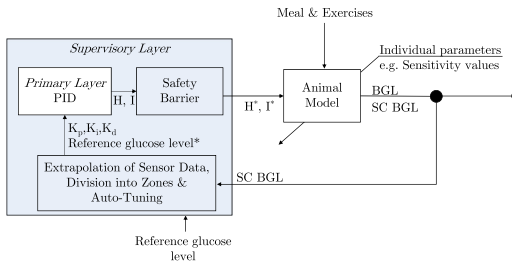 Meal & Exercises
Supervisory Layer
Individual parameters
e.g. Sensitivity values
Primary Layer
PID
H, I
Safety
Barrier
H*, I*
Animal
Model
BGL
SC BGL
Kp,Ki,Kd
Reference glucose level*
Extrapolation of Sensor Data,
Division into Zones &
Auto-Tuning
SC BGL
Reference glucose
level